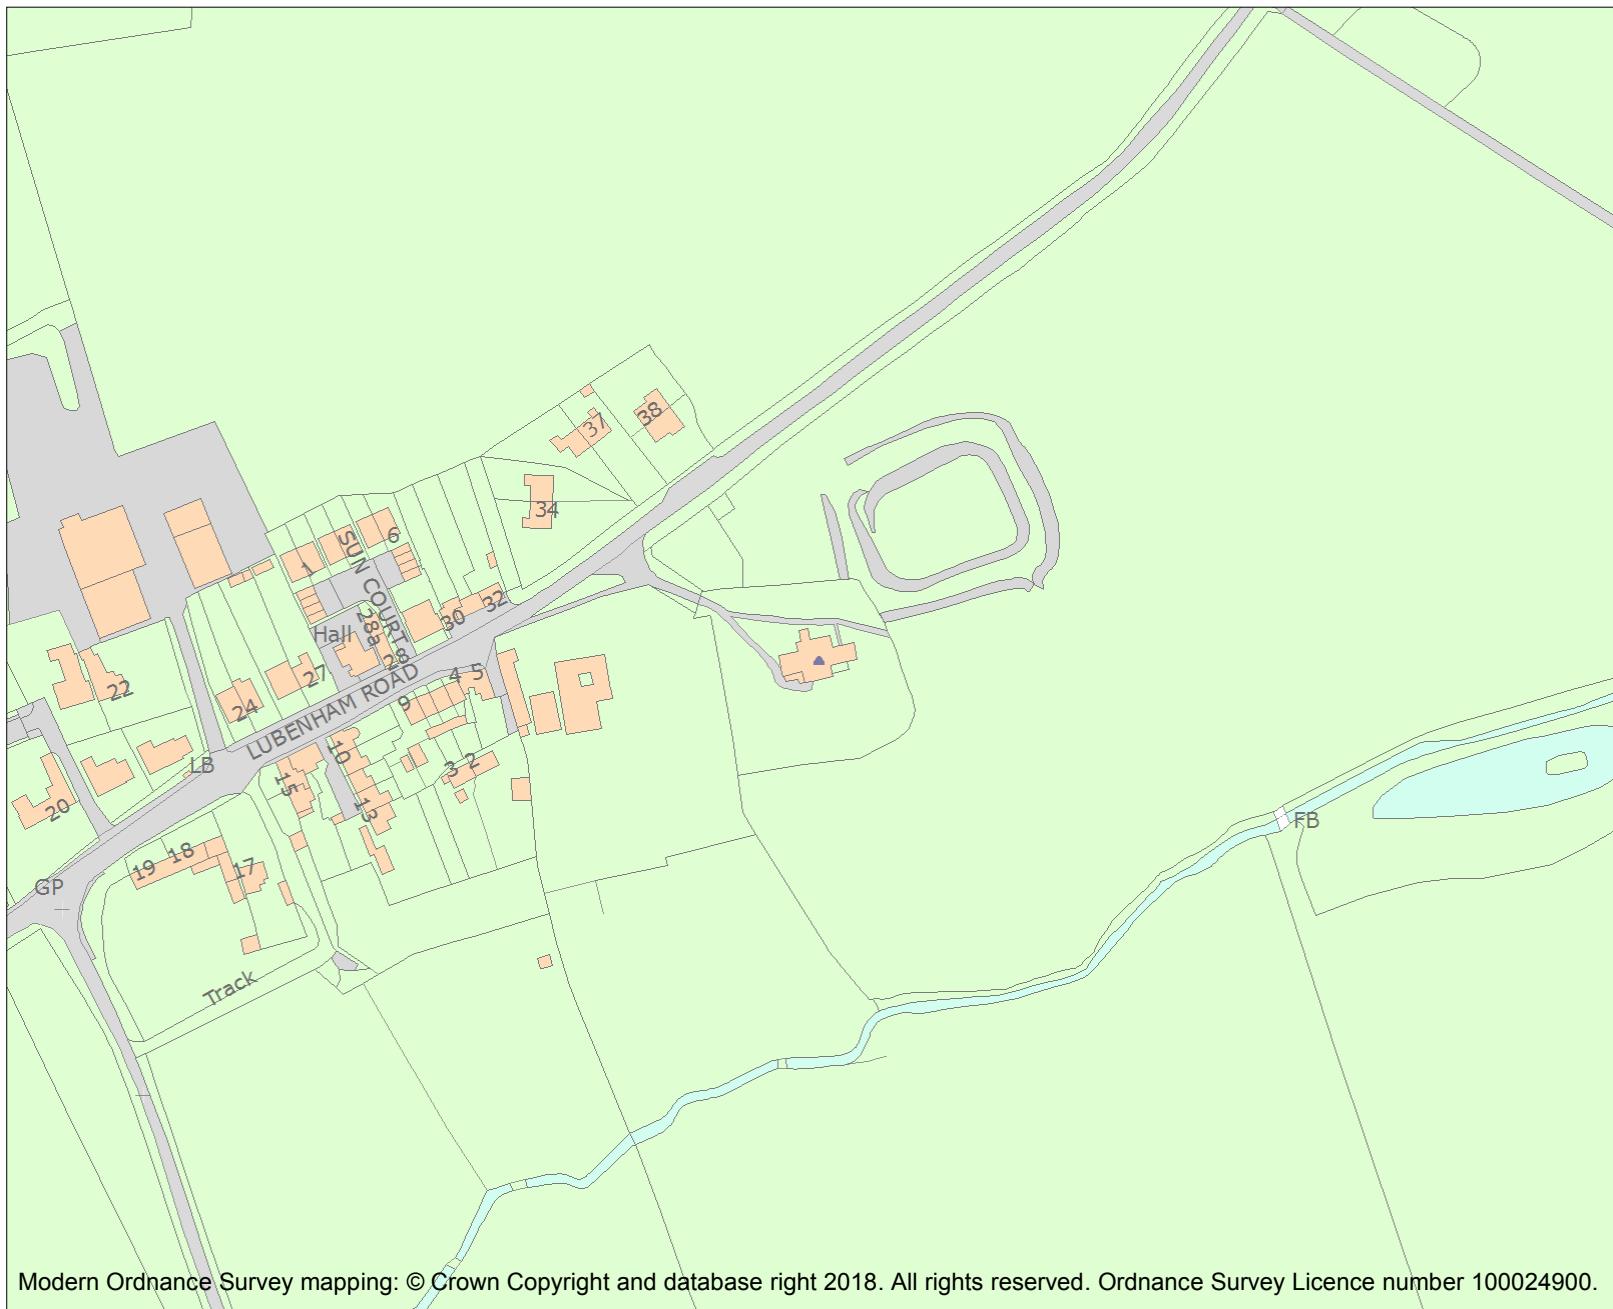 37
38
34
6
1
SUN COURT
32
30
28a
Hall
28
27
22
24
LUBENHAM ROAD
4
5
9
10
LB
3
2
15
13
20
FB
18
19
17
GP
Track
Modern Ordnance Survey mapping: © Crown Copyright and database right 2018. All rights reserved. Ordnance Survey Licence number 100024900.